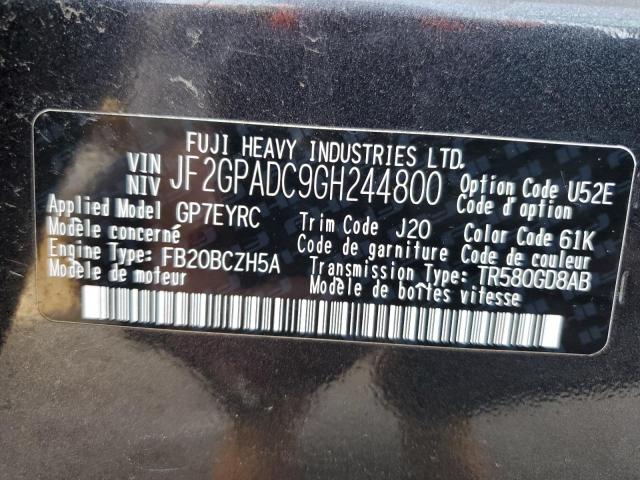 FUJI HEAVY INDUSTRIES LTD.
VIN NIV JF2GPADC9GH244800 Option Code U52E
Code d'option
Applied Model GP7EYRC Trim Code J20 Color Code 61K
Modèle concerné Code de garniture Code de couleur
Engine Type: FB20BCZH5A Transmission Type: TR580GD8AB
Modèle de moteur Modèle de boîtes vitesse